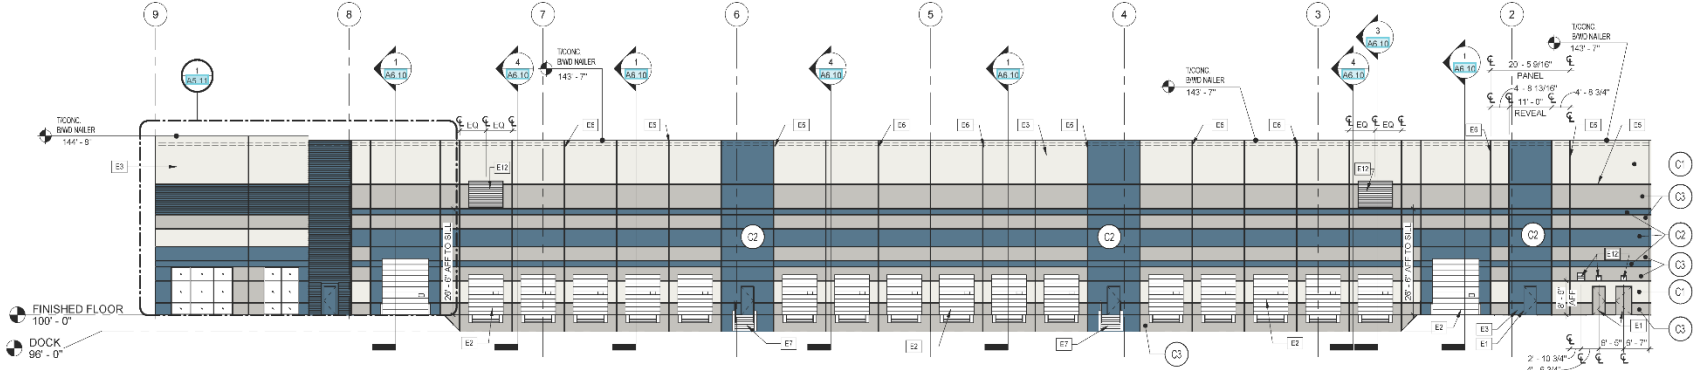 9
8
7
6
5
4
3
2
1
A5.11
1
A6.10
4
A6.10
1
A6.10
4
A6.10
1
A6.10
3
A6.10
4
A6.10
1
A6.10
T/CONC.
B/WD NAILER
143' - 7"
T/CONC.
B/WD NAILER
143' - 7"
T/CONC.
B/WD NAILER
143' - 7"
20 - 5 9/16"
PANEL
4 - 8 13/16"
4' - 8 3/4"
11' - 0"
REVEAL
T/CONC.
B/WD NAILER
144' - 8"
EQ
EQ
E5
E5
E5
E6
E6
E3
E5
E5
E6
EQ
EQ
E6
E5
E5
E3
E12
E12
C1
C3
C2
C2
C2
C2
C3
C1
C3
26' - 6" AFF TO SILL
26' - 6" AFF TO SILL
E12
8' - 8"
AFF
FINISHED FLOOR
100' - 0"
DOCK
96' - 0"
E2
E7
E2
E7
C3
E2
E2
E3
E1
E1
6' - 5"
5' - 7"
2' - 10 3/4"